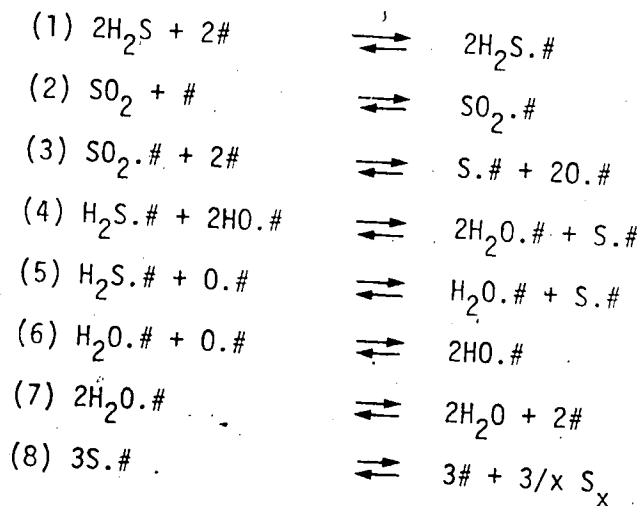 (1) 2H₂S + 2# ⇌ 2H₂S.#
(2) SO₂ + # ⇌ SO₂.#
(3) SO₂.# + 2# ⇌ S.# + 2O.#
(4) H₂S.# + 2HO.# ⇌ 2H₂O.# + S.#
(5) H₂S.# + O.# ⇌ H₂O.# + S.#
(6) H₂O.# + O.# ⇌ 2HO.#
(7) 2H₂O.# ⇌ 2H₂O + 2#
(8) 3S.# ⇌ 3# + 3/x Sₓ